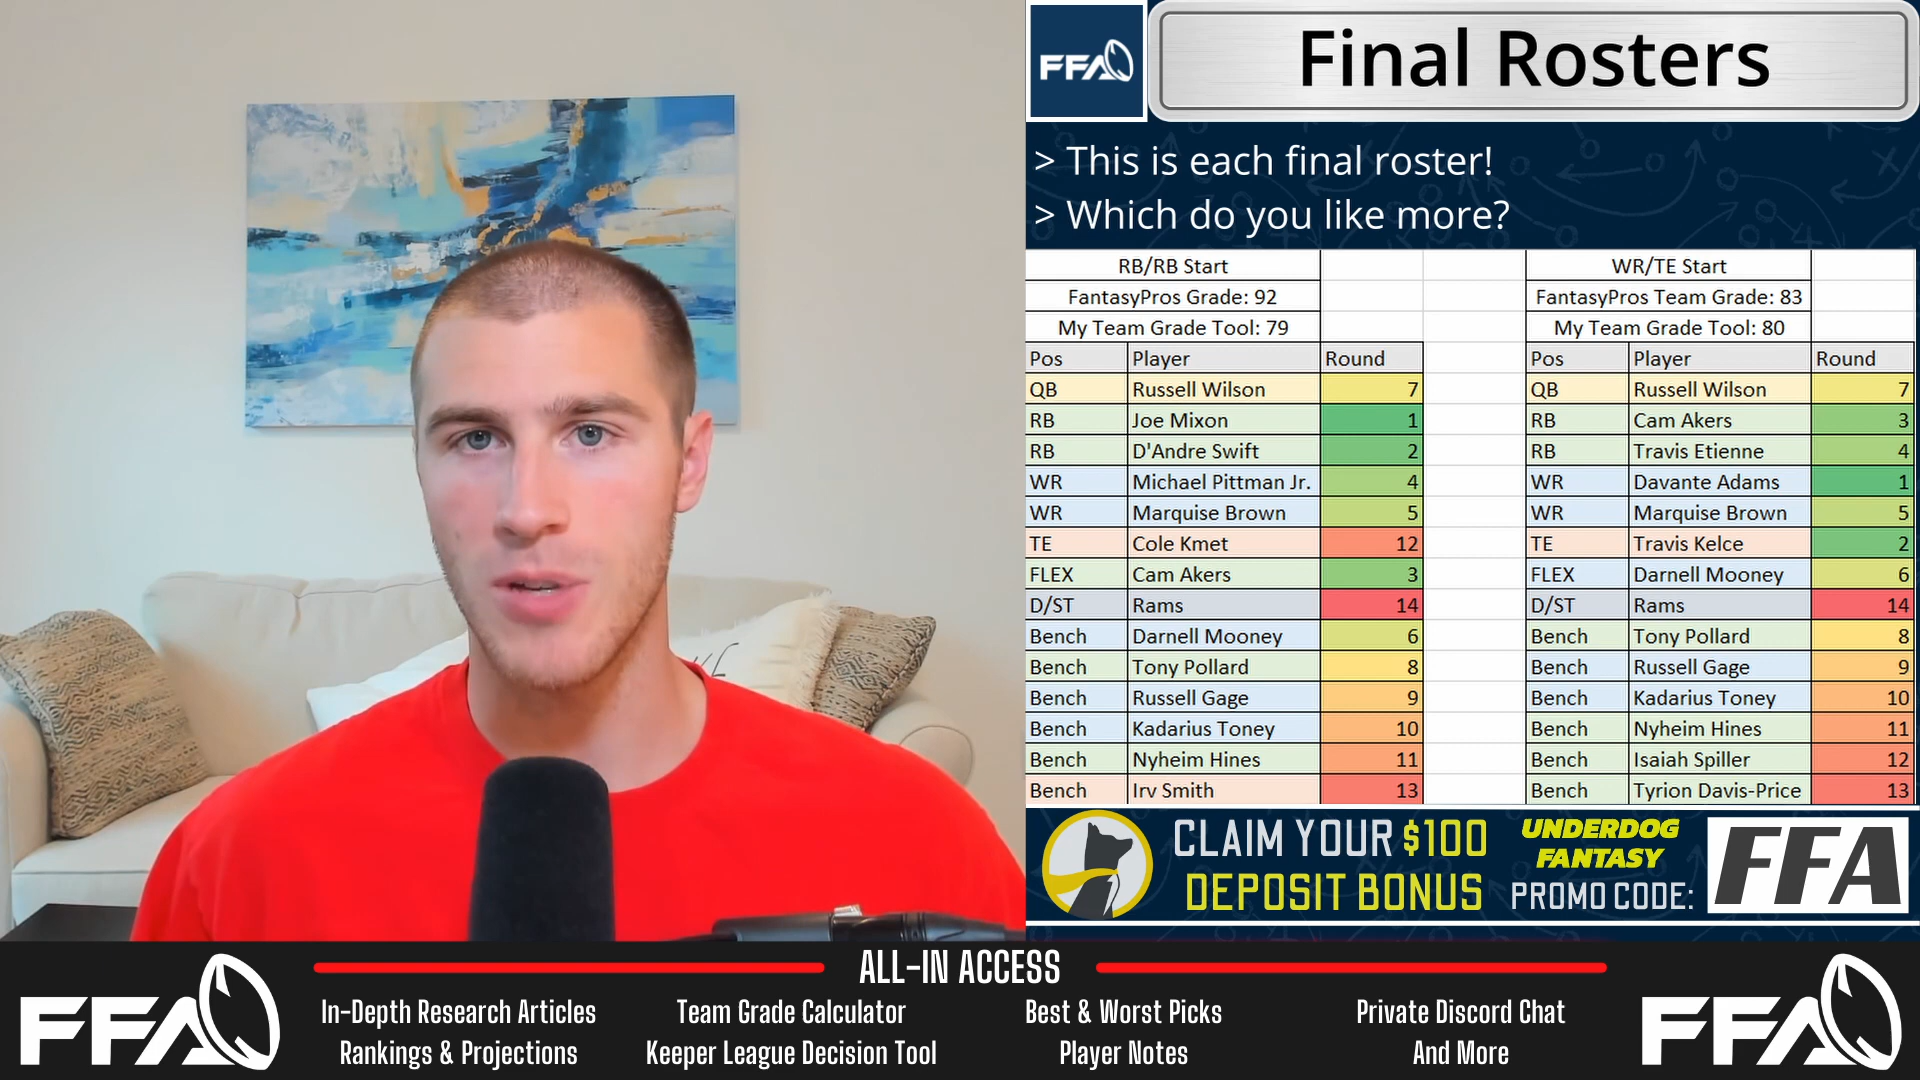 FFA
Final Rosters
> This is each final roster!
> Which do you like more?
RB/RB Start
FantasyPros Grade: 92
My Team Grade Tool: 79
Pos Player Round
QB Russell Wilson 7
RB Joe Mixon 1
RB D'Andre Swift 2
WR Michael Pittman Jr. 4
WR Marquise Brown 5
TE Cole Kmet 12
FLEX Cam Akers 3
D/ST Rams 14
Bench Darnell Mooney 6
Bench Tony Pollard 8
Bench Russell Gage 9
Bench Kadarius Toney 10
Bench Nyheim Hines 11
Bench Irv Smith 13
WR/TE Start
FantasyPros Team Grade: 83
My Team Grade Tool: 80
Pos Player Round
QB Russell Wilson 7
RB Cam Akers 3
RB Travis Etienne 4
WR Davante Adams 1
WR Marquise Brown 5
TE Travis Kelce 2
FLEX Darnell Mooney 6
D/ST Rams 14
Bench Tony Pollard 8
Bench Russell Gage 9
Bench Kadarius Toney 10
Bench Nyheim Hines 11
Bench Isaiah Spiller 12
Bench Tyrion Davis-Price 13
CLAIM YOUR $100
DEPOSIT BONUS
UNDERDOG
FANTASY
PROMO CODE:
FFA
ALL-IN ACCESS
FFA
In-Depth Research Articles
Rankings & Projections
Team Grade Calculator
Keeper League Decision Tool
Best & Worst Picks
Player Notes
Private Discord Chat
And More
FFA